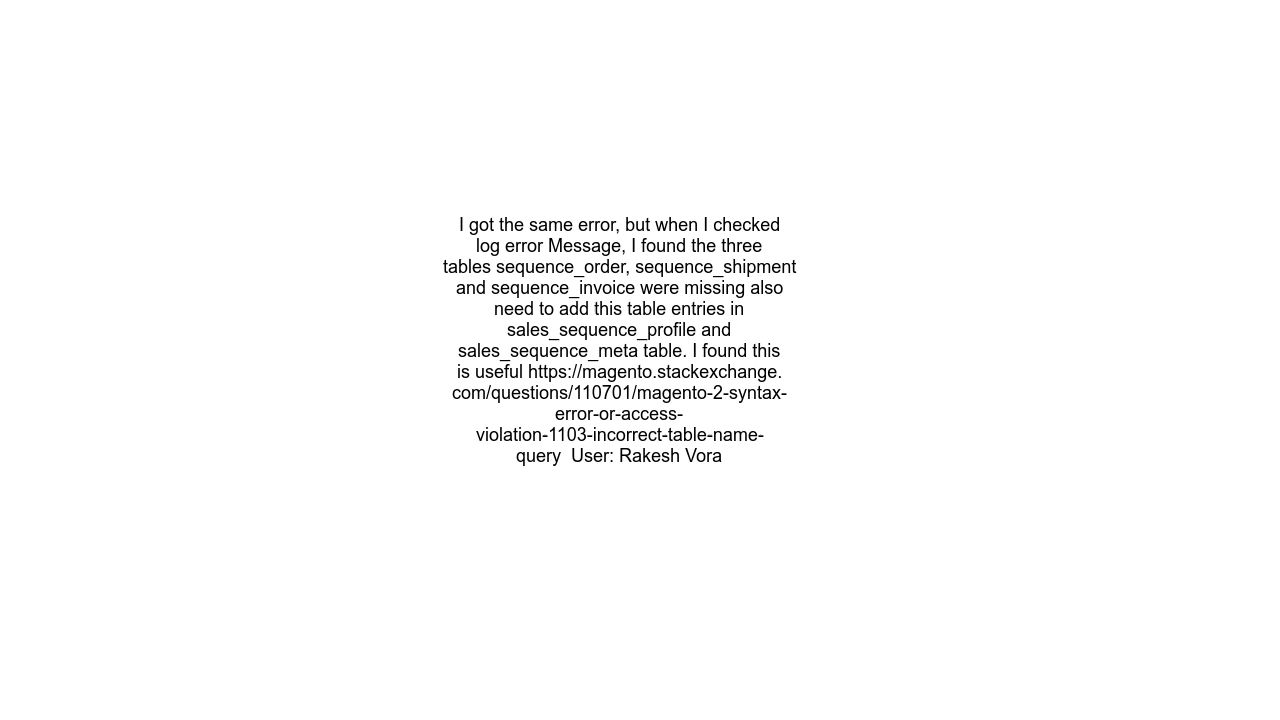 I got the same error, but when I checked
log error Message, I found the three
tables sequence_order, sequence_shipment
and sequence_invoice were missing also
need to add this table entries in
sales_sequence_profile and
sales_sequence_meta table. I found this
is useful https://magento.stackexchange.
com/questions/110701/magento-2-syntax-
error-or-access-
violation-1103-incorrect-table-name-
query  User: Rakesh Vora